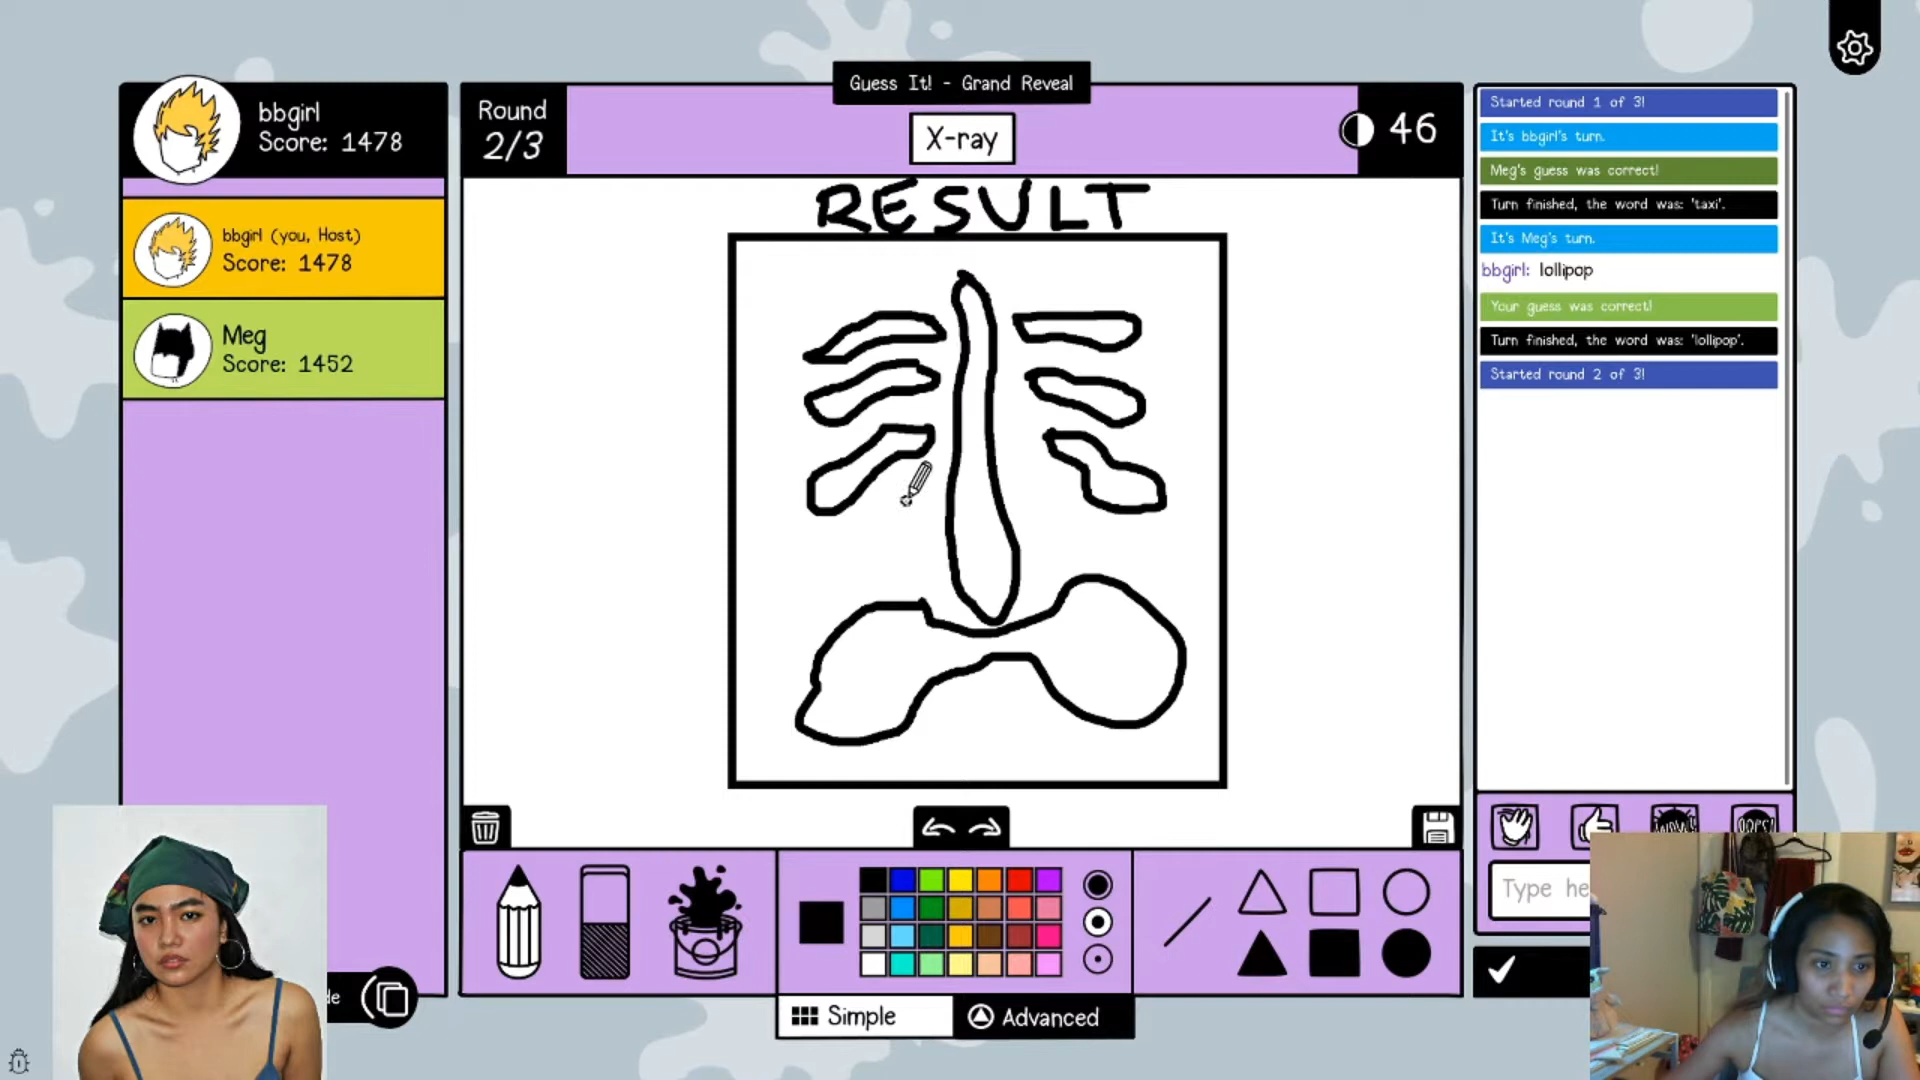 Guess It! - Grand Reveal
bbgirl
Score: 1478
Round
2/3
X-ray
46
bbgirl (you, Host)
Score: 1478
Meg
Score: 1452
RESULT
Started round 1 of 3!
It's bbgirl's turn.
Meg's guess was correct!
Turn finished, the word was: 'taxi'.
It's Meg's turn.
bbgirl: lollipop
Your guess was correct!
Turn finished, the word was: 'lollipop'.
Started round 2 of 3!
OOPS!
Type he
de
Simple
Advanced